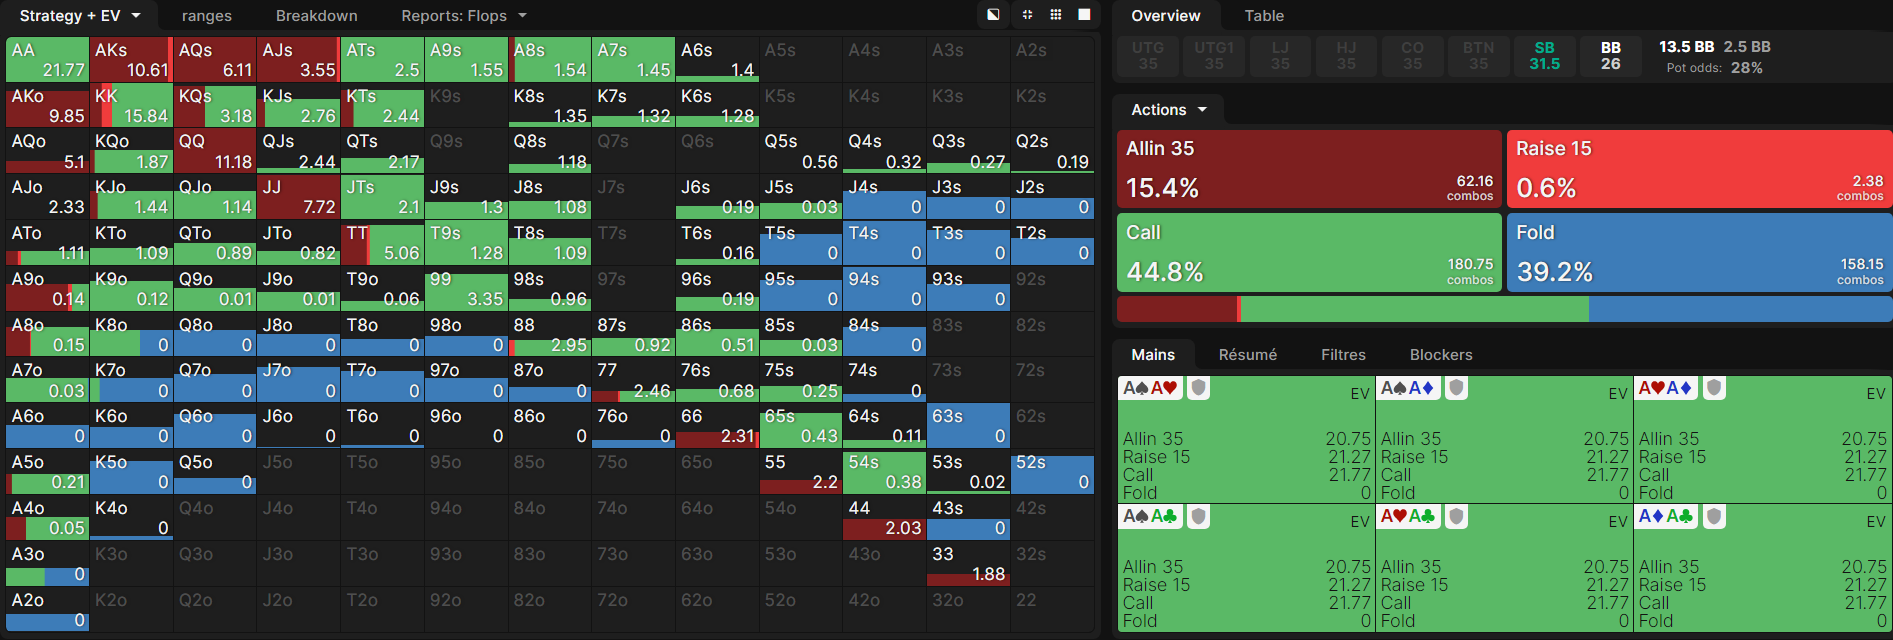 Strategy + EV ranges Breakdown Reports: Flops
AA 21.77 AKs 10.61 AQs 6.11 AJs 3.55 ATs 2.5 A9s 1.55 A8s 1.54 A7s 1.45 A6s 1.4 A5s A4s A3s A2s
AKo 9.85 KK 15.84 KQs 3.18 KJs 2.76 KTs 2.44 K9s K8s 1.35 K7s 1.32 K6s 1.28 K5s K4s K3s K2s
AQo 5.1 KQo 1.87 QQ 11.18 QJs 2.44 QTs 2.17 Q9s Q8s 1.18 Q7s Q6s Q5s 0.56 Q4s 0.32 Q3s 0.27 Q2s 0.19
AJo 2.33 KJo 1.44 QJo 1.14 JJ 7.72 JTs 2.1 J9s 1.3 J8s 1.08 J7s J6s 0.19 J5s 0.03 J4s 0 J3s 0 J2s 0
ATo 1.11 KTo 1.09 QTo 0.89 JTo 0.82 TT 5.06 T9s 1.28 T8s 1.09 T6s 0.16 T5s 0 T4s 0 T3s 0 T2s 0
A9o 0.14 K9o 0.12 Q9o 0.01 J9o 0.01 T9o 0.06 99 3.35 98s 0.96 97s 96s 0.19 95s 0 94s 0 93s 0 92s
A8o 0.15 K8o 0 Q8o 0 J8o 0 T8o 0 98o 0 88 2.95 87s 0.92 86s 0.51 85s 0.03 84s 0 83s 82s
A7o 0.03 K7o 0 Q7o 0 J7o 0 T7o 0 97o 0 87o 0 77 2.46 76s 0.68 75s 0.25 74s 0 73s 72s
A6o 0 K6o 0 Q6o 0 J6o 0 T6o 0 96o 0 86o 0 76o 0 66 2.31 65s 0.43 64s 0.11 63s 0 62s
A5o 0.21 K5o 0 Q5o 0 J5o T5o 95o 85o 75o 65o 55 2.2 54s 0.38 53s 0.02 52s 0
A4o 0.05 K4o 0 Q4o J4o T4o 94o 84o 74o 64o 54o 44 2.03 43s 0 42s
A3o 0 K3o Q3o J3o T3o 93o 83o 73o 63o 53o 43o 33 1.88 32s
A2o 0 K2o Q2o J2o T2o 92o 82o 72o 62o 52o 42o 32o 22
Overview Table
UTG UTG1 LJ HJ CO BTN SB BB 13.5 BB 2.5 BB
35 35 35 35 35 35 31.5 26 Pot odds: 28%
Actions
Allin 35 Raise 15
15.4% 62.16 combos 0.6% 2.38 combos
Call Fold
44.8% 180.75 combos 39.2% 158.15 combos
Mains Résumé Filtres Blockers
A♠A♥ EV A♠A♦ EV A♥A♦ EV
Allin 35 20.75 Allin 35 20.75 Allin 35 20.75
Raise 15 21.27 Raise 15 21.27 Raise 15 21.27
Call 21.77 Call 21.77 Call 21.77
Fold 0 Fold 0 Fold 0
A♠A♣ EV A♥A♣ EV A♦A♣ EV
Allin 35 20.75 Allin 35 20.75 Allin 35 20.75
Raise 15 21.27 Raise 15 21.27 Raise 15 21.27
Call 21.77 Call 21.77 Call 21.77
Fold 0 Fold 0 Fold 0